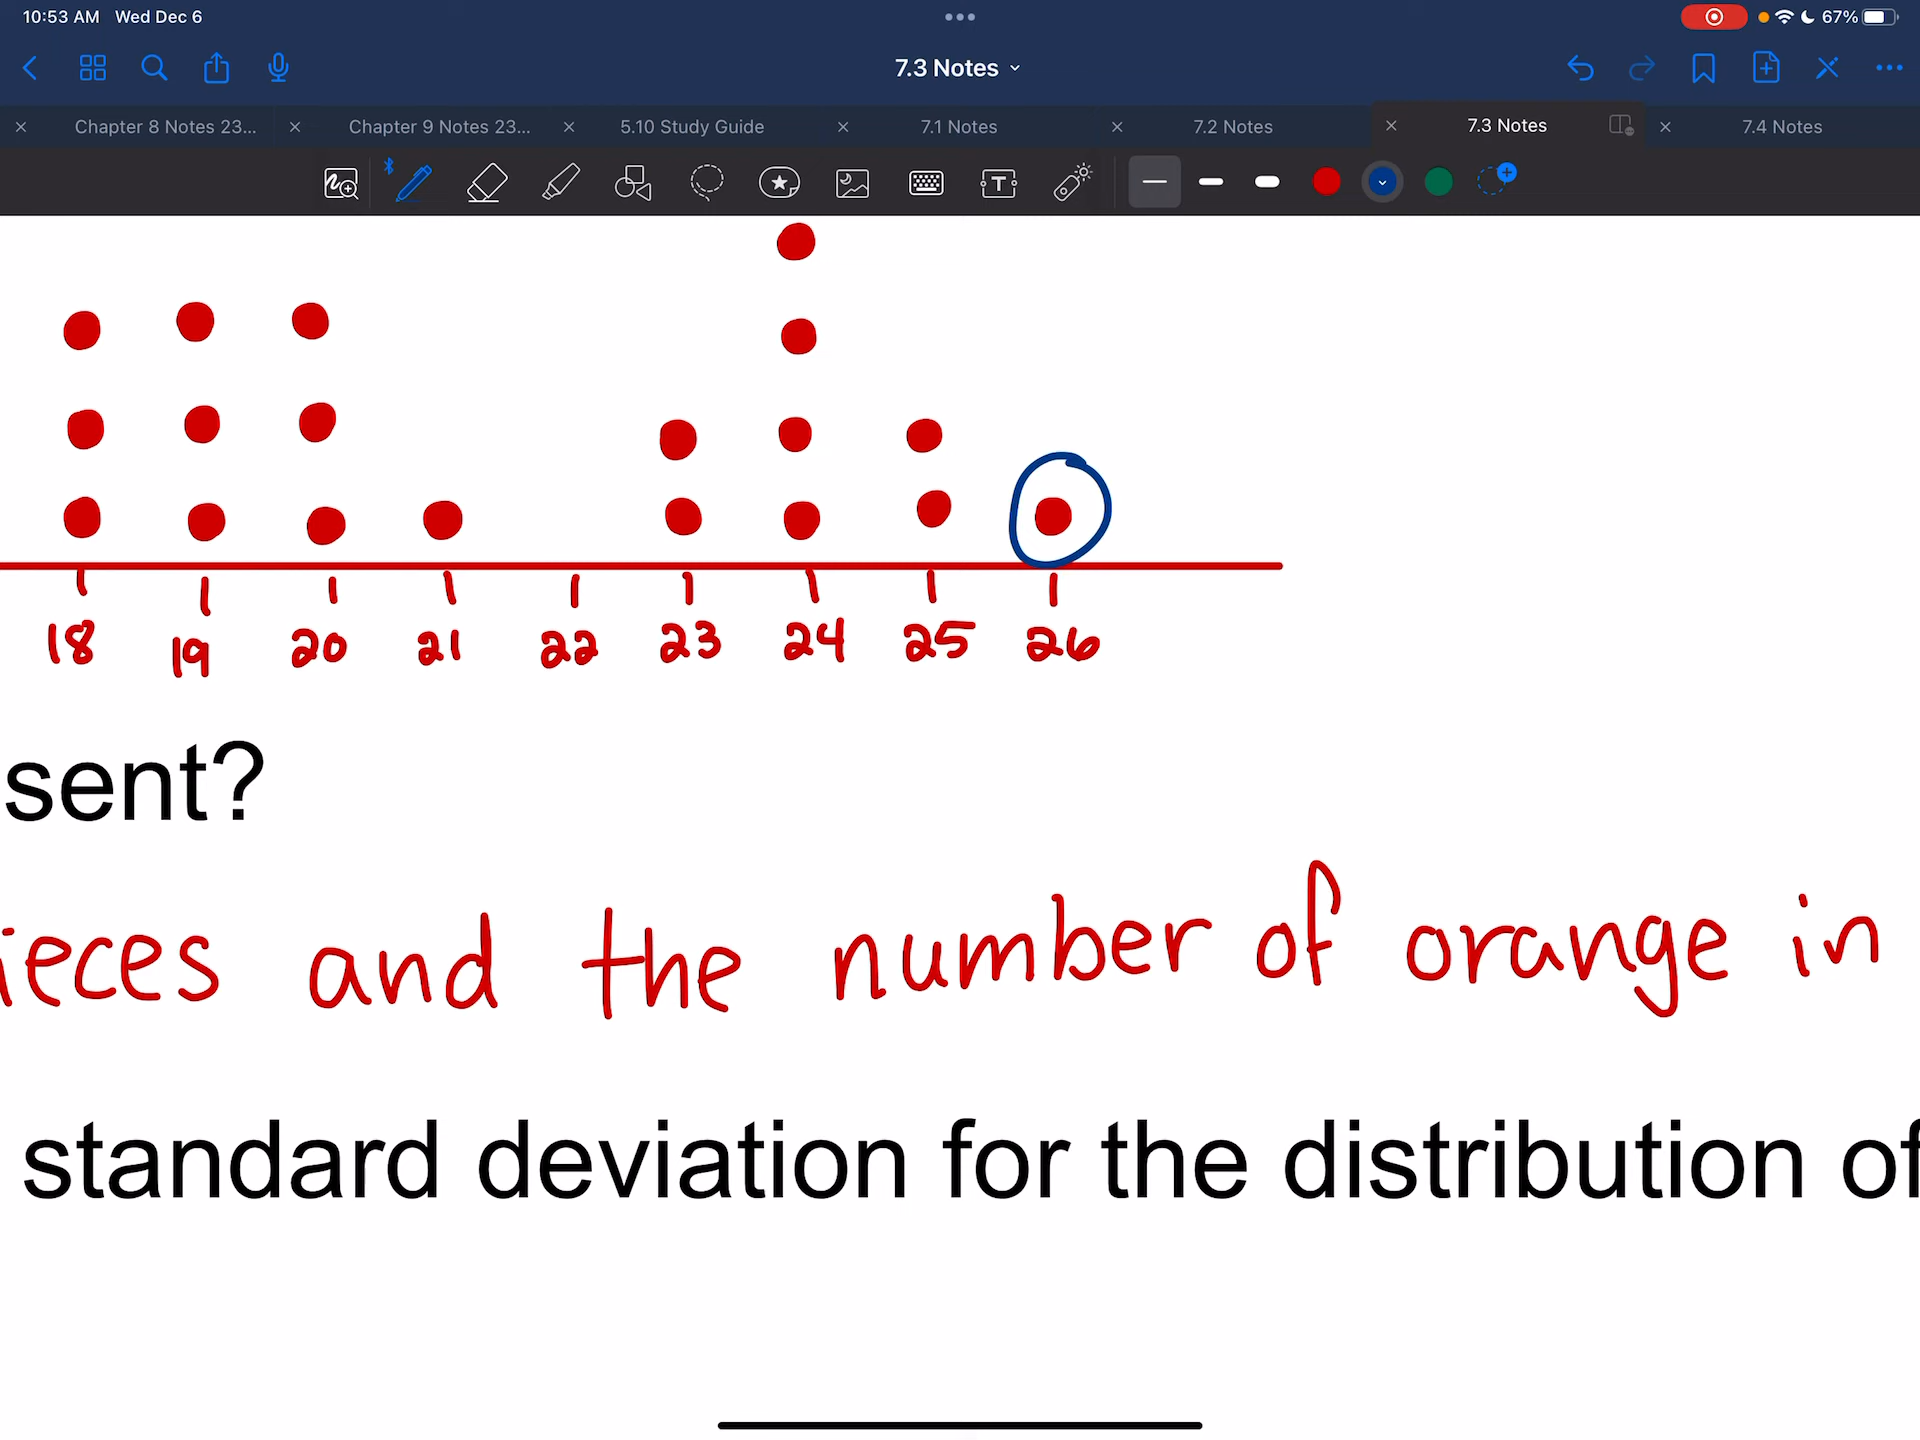 10:53 AM Wed Dec 6
67%
7.3 Notes
Chapter 8 Notes 23...
Chapter 9 Notes 23...
5.10 Study Guide
7.1 Notes
7.2 Notes
7.3 Notes
7.4 Notes
T
18 19 20 21 22 23 24 25 26
sent?
ieces and the number of orange in
standard deviation for the distribution of